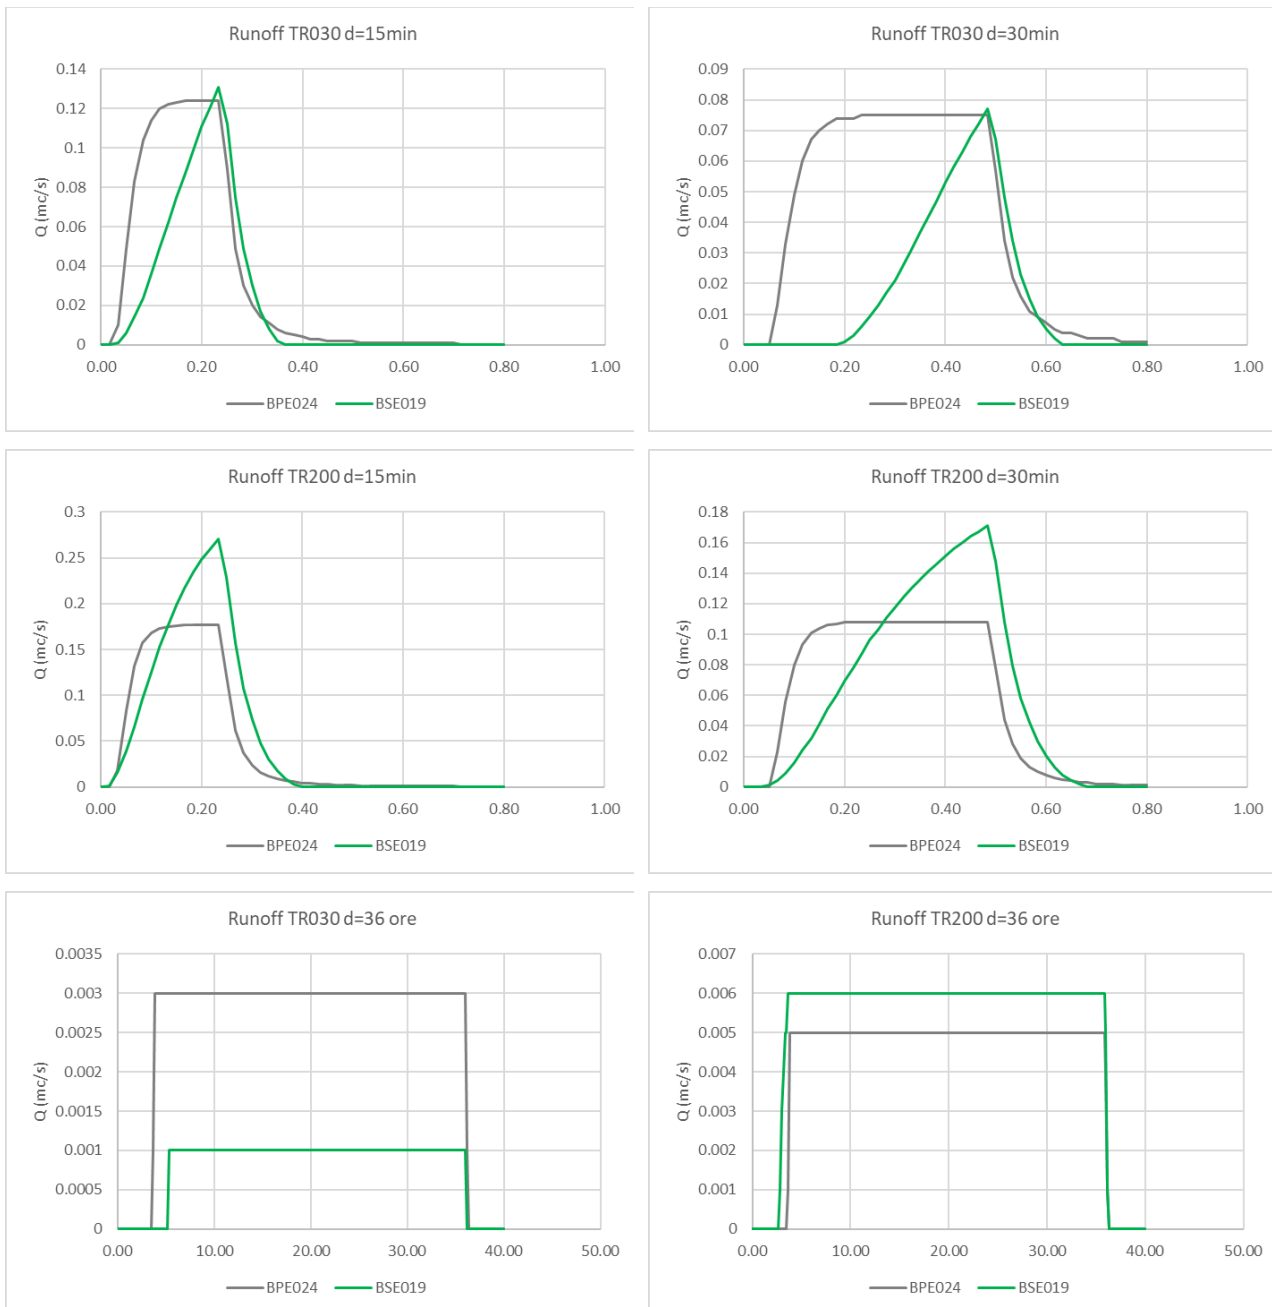 Runoff TR030 d=15min
0.14
0.12
0.1
0.08
0.06
0.04
0.02
0
Q (mc/s)
0.00 0.20 0.40 0.60 0.80 1.00
BPE024 BSE019
Runoff TR030 d=30min
0.09
0.08
0.07
0.06
0.05
0.04
0.03
0.02
0.01
0
Q (mc/s)
0.00 0.20 0.40 0.60 0.80 1.00
BPE024 BSE019
Runoff TR200 d=15min
0.3
0.25
0.2
0.15
0.1
0.05
0
Q (mc/s)
0.00 0.20 0.40 0.60 0.80 1.00
BPE024 BSE019
Runoff TR200 d=30min
0.18
0.16
0.14
0.12
0.1
0.08
0.06
0.04
0.02
0
Q (mc/s)
0.00 0.20 0.40 0.60 0.80 1.00
BPE024 BSE019
Runoff TR030 d=36 ore
0.0035
0.003
0.0025
0.002
0.0015
0.001
0.0005
0
Q (mc/s)
0.00 10.00 20.00 30.00 40.00 50.00
BPE024 BSE019
Runoff TR200 d=36 ore
0.007
0.006
0.005
0.004
0.003
0.002
0.001
0
Q (mc/s)
0.00 10.00 20.00 30.00 40.00 50.00
BPE024 BSE019